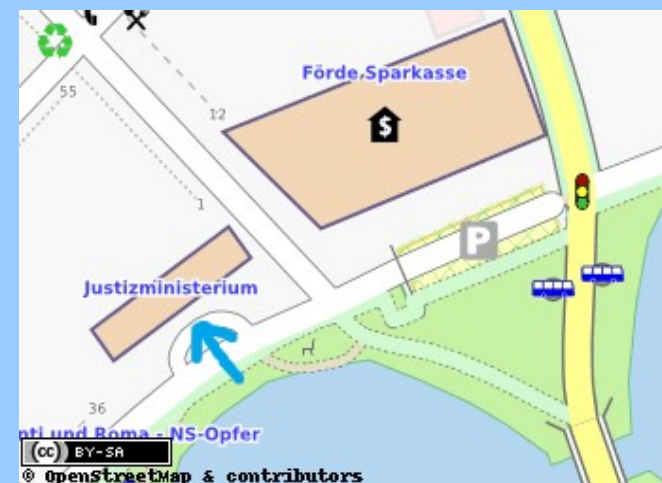 55
12
Förde Sparkasse
$
1
P
Justizministerium
36
nti und Roma - NS-Opfer
(cc) BY-SA
© OpenStreetMap & contributors